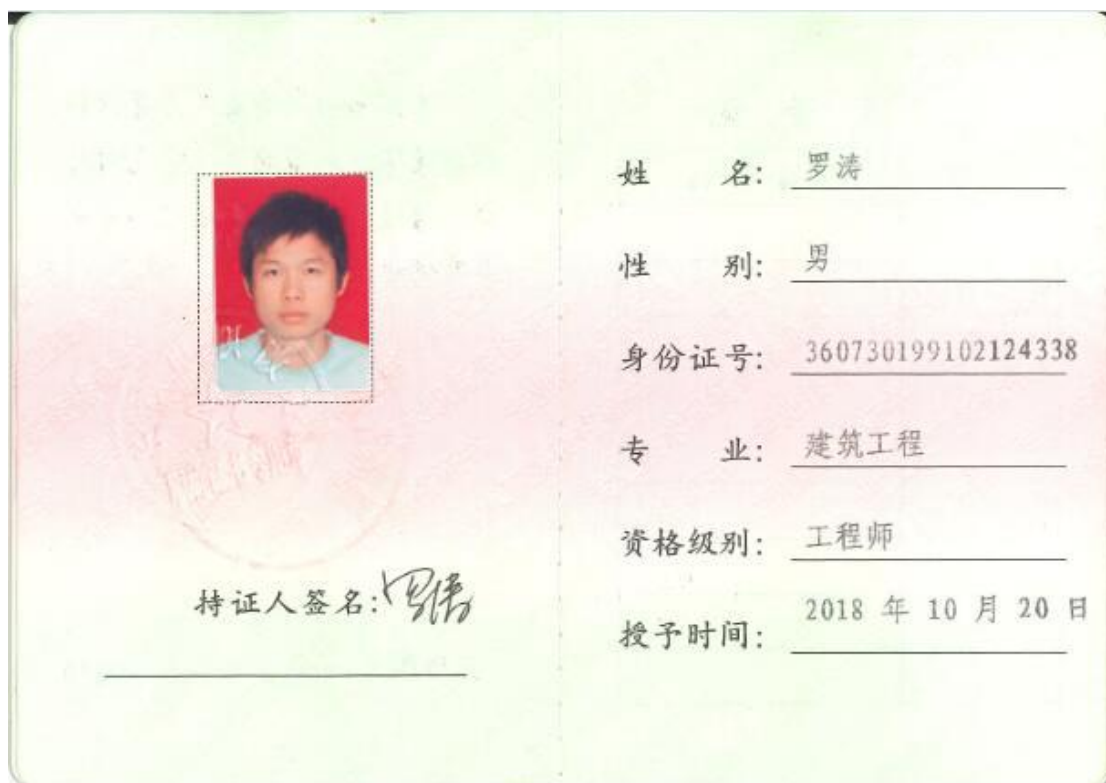 持证人签名:罗涛
姓 名: 罗涛
性 别: 男
身份证号: 360730199102124338
专 业: 建筑工程
资格级别: 工程师
授予时间: 2018 年 10 月 20 日